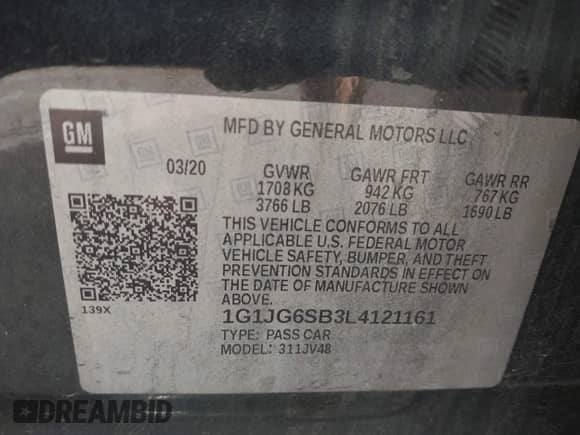 GM
MFD BY GENERAL MOTORS LLC
03/20 GVWR GAWR FRT GAWR RR
1708 KG 942 KG 767 KG
3766 LB 2076 LB 1690 LB
THIS VEHICLE CONFORMS TO ALL
APPLICABLE U.S. FEDERAL MOTOR
VEHICLE SAFETY, BUMPER, AND THEFT
PREVENTION STANDARDS IN EFFECT ON
THE DATE OF MANUFACTURE SHOWN
ABOVE.
139X
1G1JG6SB3L4121161
TYPE: PASS CAR
MODEL: 311JV48
DREAMBID